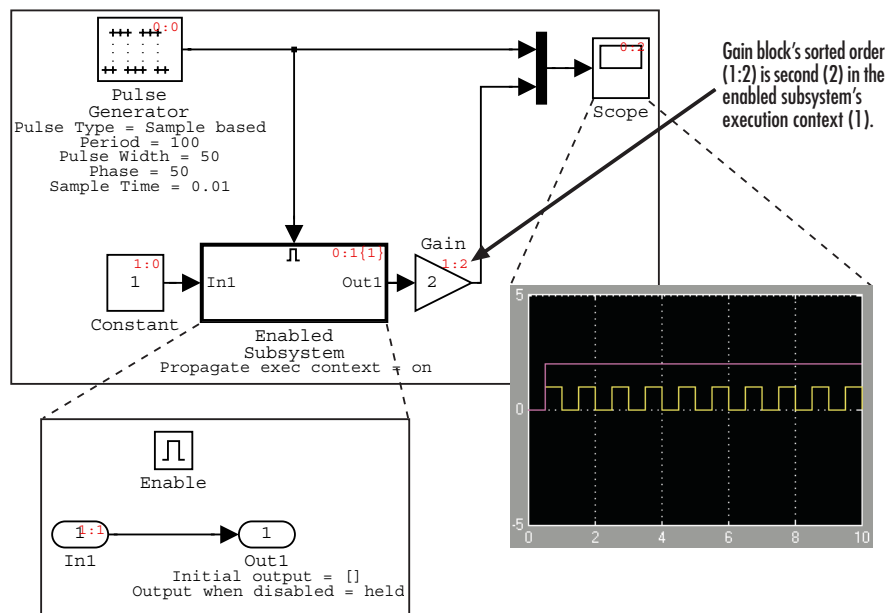 0:0
Pulse
Generator
Pulse Type = Sample based
Period = 100
Pulse Width = 50
Phase = 50
Sample Time = 0.01
0:2
Scope
Gain block's sorted order
(1:2) is second (2) in the
enabled subsystem's
execution context (1).
1:0
1
Constant
0:1{1}
In1
Out1
Enabled
Subsystem
Propagate exec context = on
Gain
1:2
2
5
0
-5
0
2
4
6
8
10
Enable
1
1:1
In1
1
Out1
Initial output = []
Output when disabled = held